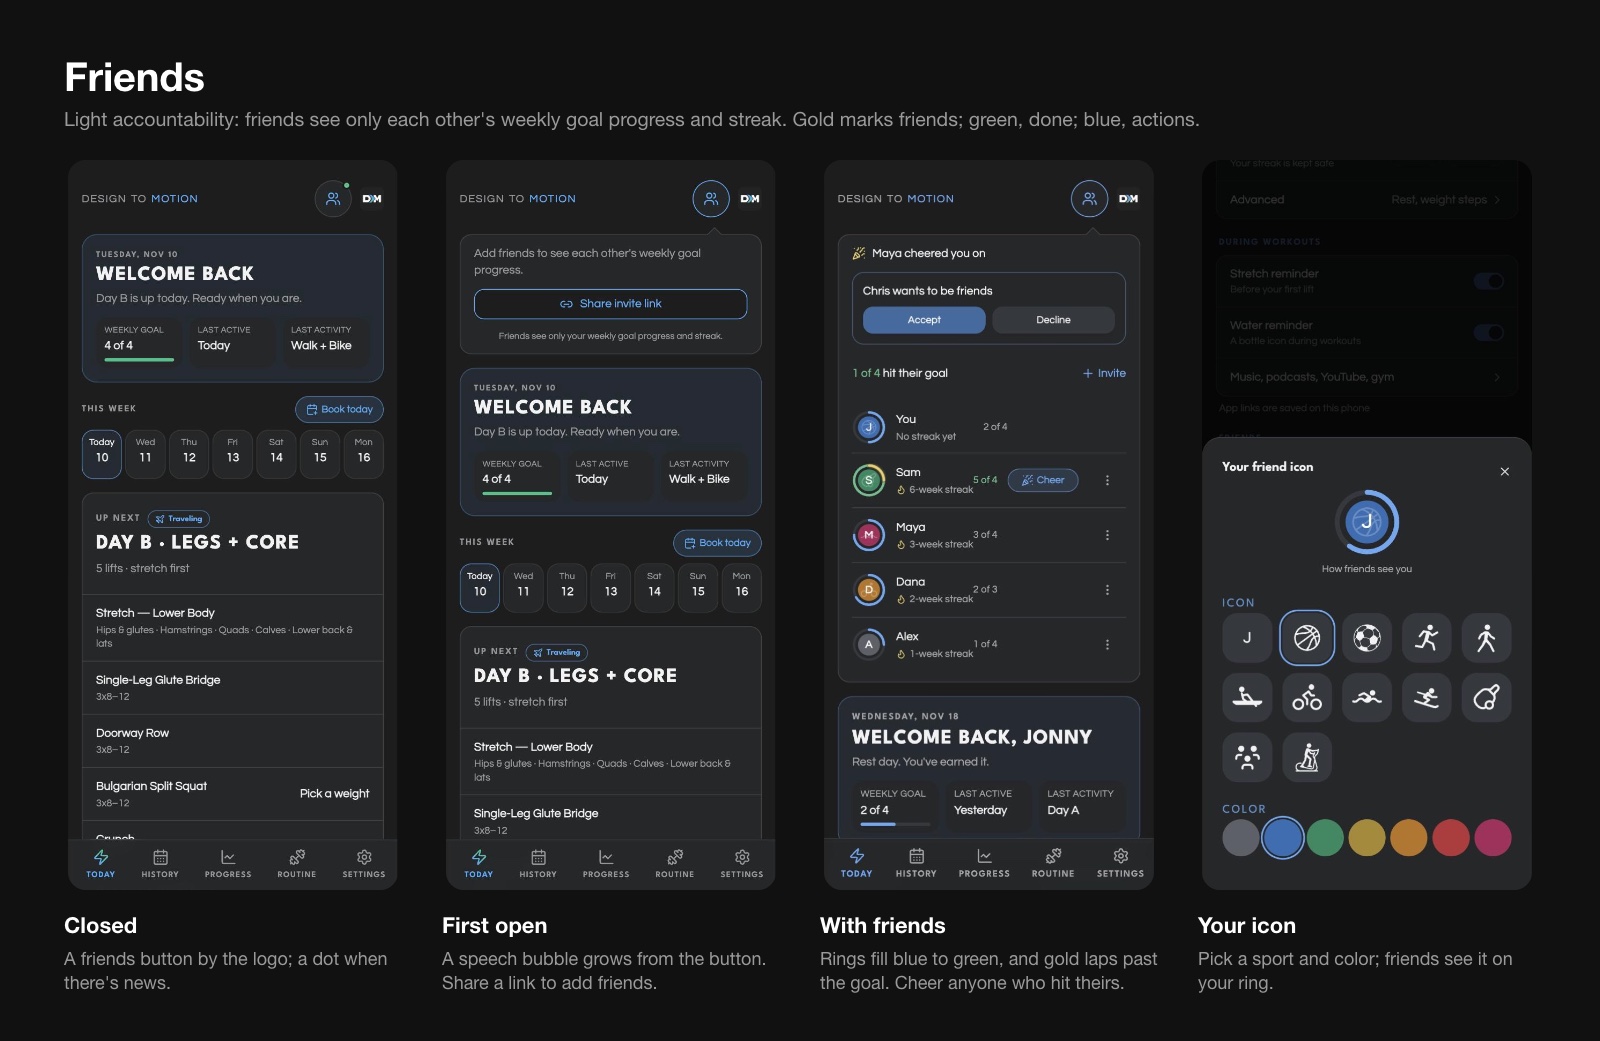 Friends
Light accountability: friends see only each other's weekly goal progress and streak. Gold marks friends; green, done; blue, actions.
DESIGN TO MOTION
DXM
TUESDAY, NOV 10
WELCOME BACK
Day B is up today. Ready when you are.
WEEKLY GOAL
4 of 4
LAST ACTIVE
Today
LAST ACTIVITY
Walk + Bike
THIS WEEK
Book today
Today
10
Wed
11
Thu
12
Fri
13
Sat
14
Sun
15
Mon
16
UP NEXT
Traveling
DAY B · LEGS + CORE
5 lifts · stretch first
Stretch — Lower Body
Hips & glutes · Hamstrings · Quads · Calves · Lower back &
lats
Single-Leg Glute Bridge
3x8–12
Doorway Row
3x8–12
Bulgarian Split Squat
3x8–12
Pick a weight
Crunch
TODAY
HISTORY
PROGRESS
ROUTINE
SETTINGS
Closed
A friends button by the logo; a dot when
there's news.
DESIGN TO MOTION
DXM
Add friends to see each other's weekly goal
progress.
Share invite link
Friends see only your weekly goal progress and streak.
TUESDAY, NOV 10
WELCOME BACK
Day B is up today. Ready when you are.
WEEKLY GOAL
4 of 4
LAST ACTIVE
Today
LAST ACTIVITY
Walk + Bike
THIS WEEK
Book today
Today
10
Wed
11
Thu
12
Fri
13
Sat
14
Sun
15
Mon
16
UP NEXT
Traveling
DAY B · LEGS + CORE
5 lifts · stretch first
Stretch — Lower Body
Hips & glutes · Hamstrings · Quads · Calves · Lower back &
lats
Single-Leg Glute Bridge
3x8–12
TODAY
HISTORY
PROGRESS
ROUTINE
SETTINGS
First open
A speech bubble grows from the button.
Share a link to add friends.
DESIGN TO MOTION
DXM
Maya cheered you on
Chris wants to be friends
Accept
Decline
1 of 4 hit their goal
+ Invite
J
You
No streak yet
2 of 4
S
Sam
6-week streak
5 of 4
Cheer
M
Maya
3-week streak
3 of 4
D
Dana
2-week streak
2 of 3
A
Alex
1-week streak
1 of 4
WEDNESDAY, NOV 18
WELCOME BACK, JONNY
Rest day. You've earned it.
WEEKLY GOAL
2 of 4
LAST ACTIVE
Yesterday
LAST ACTIVITY
Day A
TODAY
HISTORY
PROGRESS
ROUTINE
SETTINGS
With friends
Rings fill blue to green, and gold laps past
the goal. Cheer anyone who hit theirs.
Your streak is kept safe
Advanced
Rest, weight steps
DURING WORKOUTS
Stretch reminder
Before your first lift
Water reminder
A bottle icon during workouts
Music, podcasts, YouTube, gym
App links are saved on this phone
Your friend icon
J
How friends see you
ICON
J
COLOR
Your icon
Pick a sport and color; friends see it on
your ring.